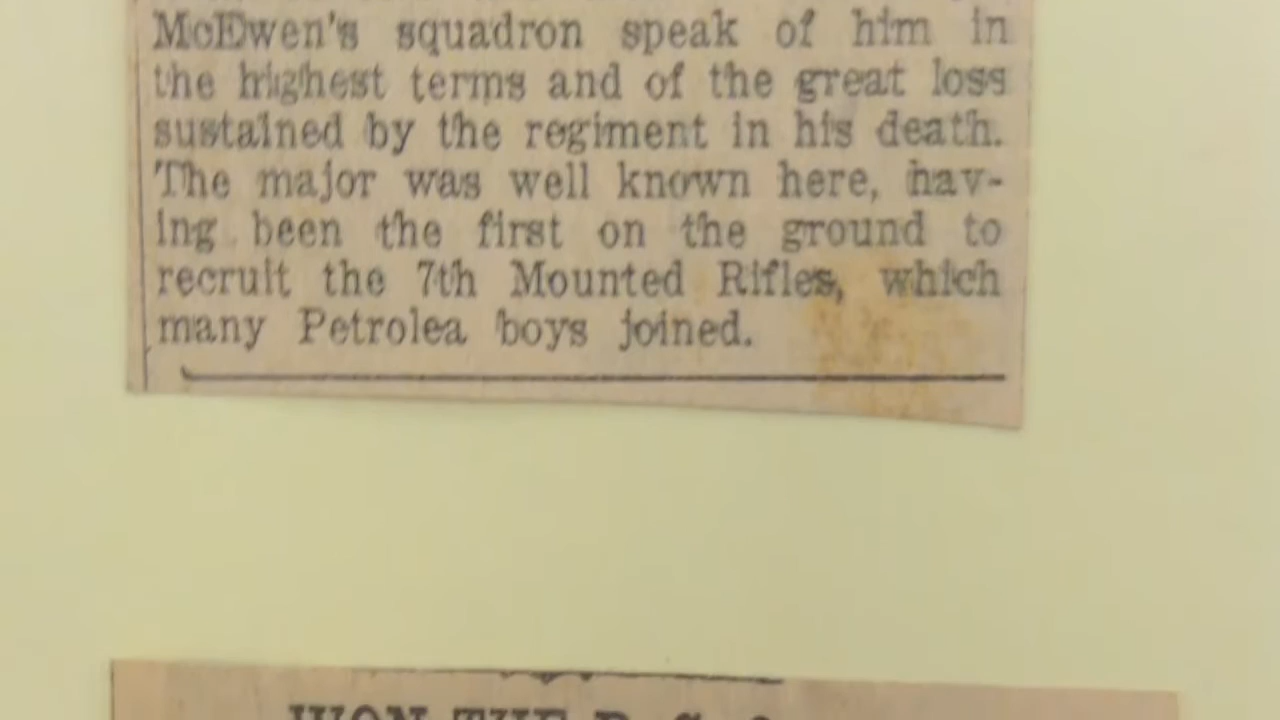 McEwen's squadron speak of him in
the highest terms and of the great loss
sustained by the regiment in his death.
The major was well known here, hav-
ing been the first on the ground to
recruit the 7th Mounted Rifles, which
many Petrolea boys joined.
WON THE